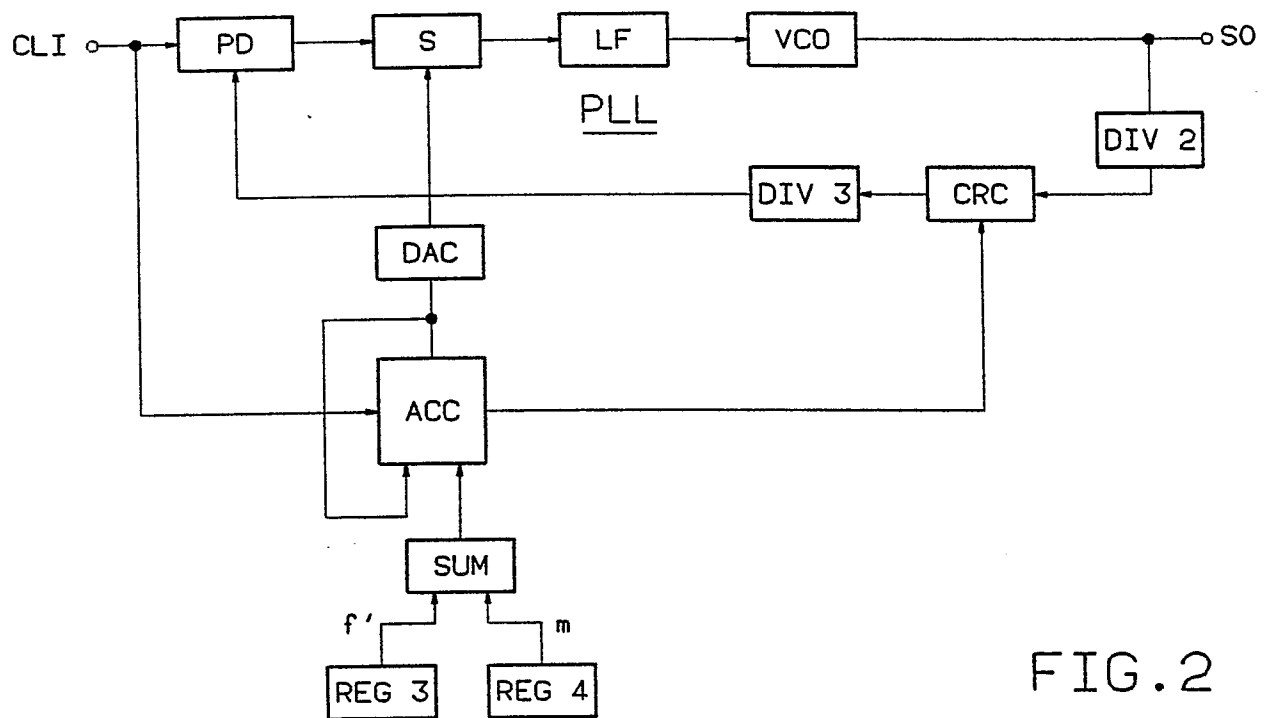 CLI
PD
S
LF
VCO
SO
PLL
DIV 2
DIV 3
CRC
DAC
ACC
SUM
f'
m
REG 3
REG 4
FIG.2